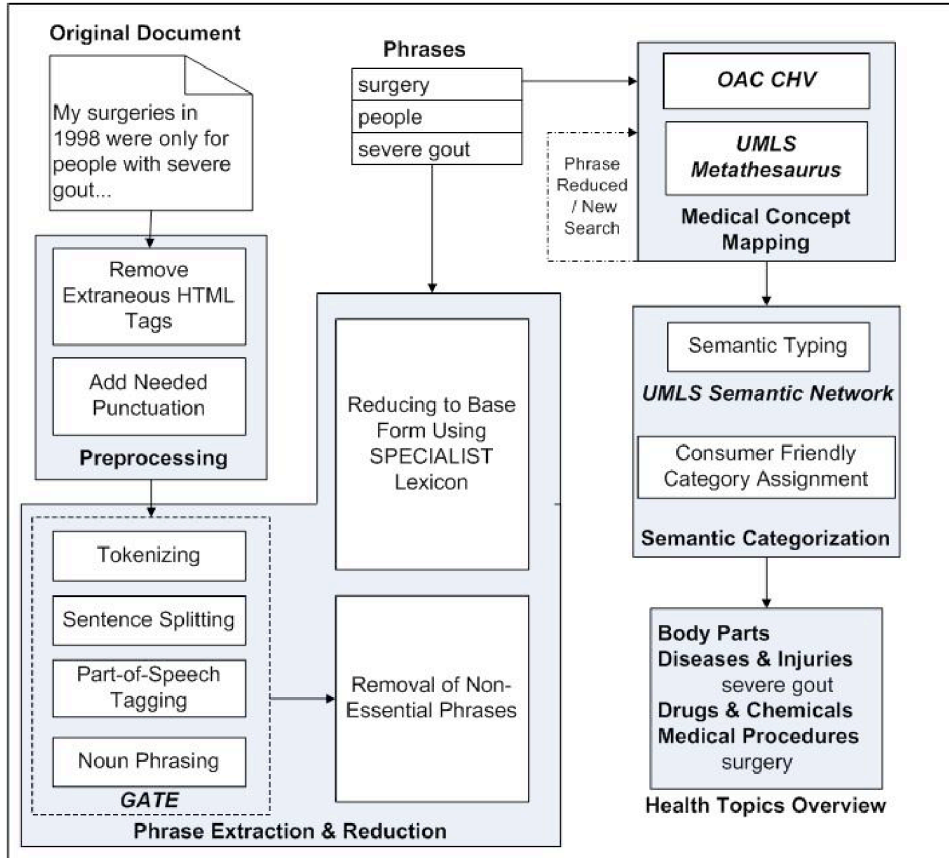 Original Document
My surgeries in
1998 were only for
people with severe
gout...
Remove
Extraneous HTML
Tags
Add Needed
Punctuation
Preprocessing
Tokenizing
Sentence Splitting
Part-of-Speech
Tagging
Noun Phrasing
GATE
Removal of Non-
Essential Phrases
Reducing to Base
Form Using
SPECIALIST
Lexicon
Phrase Extraction & Reduction
Phrases
surgery
people
severe gout
Phrase
Reduced
/ New
Search
OAC CHV
UMLS
Metathesaurus
Medical Concept
Mapping
Semantic Typing
UMLS Semantic Network
Consumer Friendly
Category Assignment
Semantic Categorization
Body Parts
Diseases & Injuries
severe gout
Drugs & Chemicals
Medical Procedures
surgery
Health Topics Overview